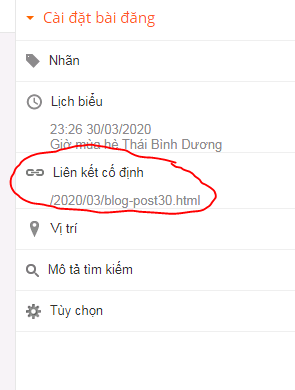 Cài đặt bài đăng
Nhãn
Lịch biểu
23:26 30/03/2020
Giờ mùa hè Thái Bình Dương
Liên kết cố định
/2020/03/blog-post30.html
Vị trí
Mô tả tìm kiếm
Tùy chọn